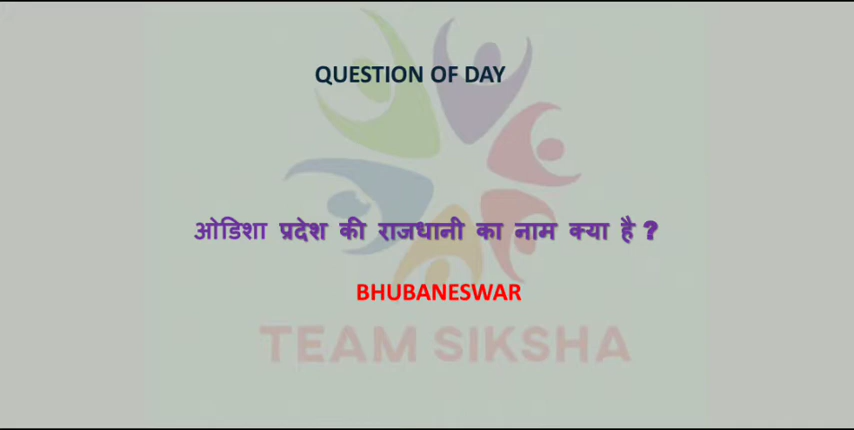 QUESTION OF DAY
ओडिशा प्रदेश की राजधानी का नाम क्या है ?
BHUBANESWAR
TEAM SIKSHA